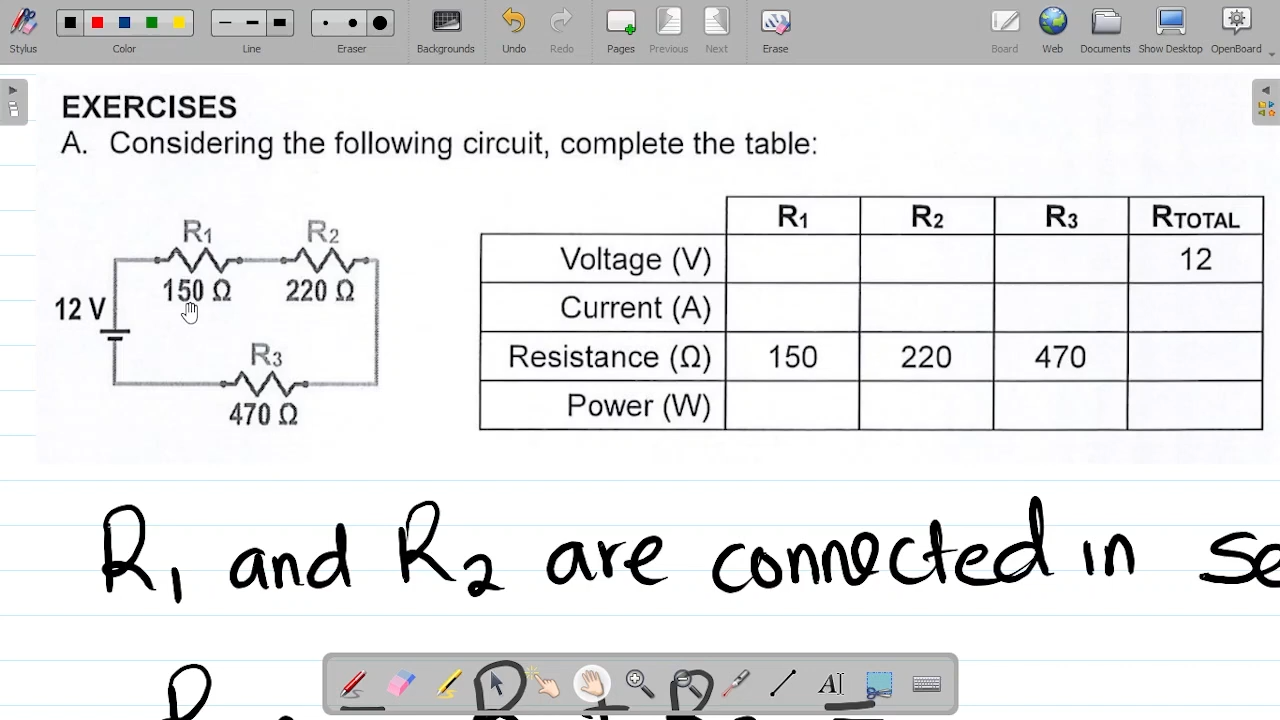 Stylus Color Line Eraser Backgrounds Undo Redo Pages Previous Next Erase Board Web Documents Show Desktop OpenBoard
EXERCISES
A. Considering the following circuit, complete the table:
R1 R2
150 Ω 220 Ω
12 V
R3
470 Ω
R1 R2 R3 RTOTAL
Voltage (V) 12
Current (A)
Resistance (Ω) 150 220 470
Power (W)
R1 and R2 are connected in se